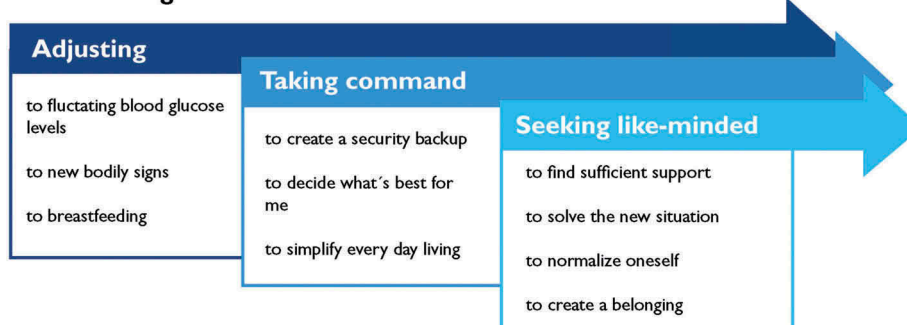 Adjusting
to fluctating blood glucose
levels
to new bodily signs
to breastfeeding
Taking command
to create a security backup
to decide what´s best for
me
to simplify every day living
Seeking like-minded
to find sufficient support
to solve the new situation
to normalize oneself
to create a belonging